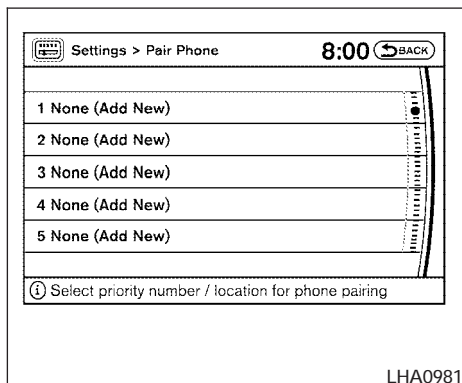 Settings > Pair Phone 8:00 BACK
1 None (Add New)
2 None (Add New)
3 None (Add New)
4 None (Add New)
5 None (Add New)
i Select priority number / location for phone pairing
LHA0981